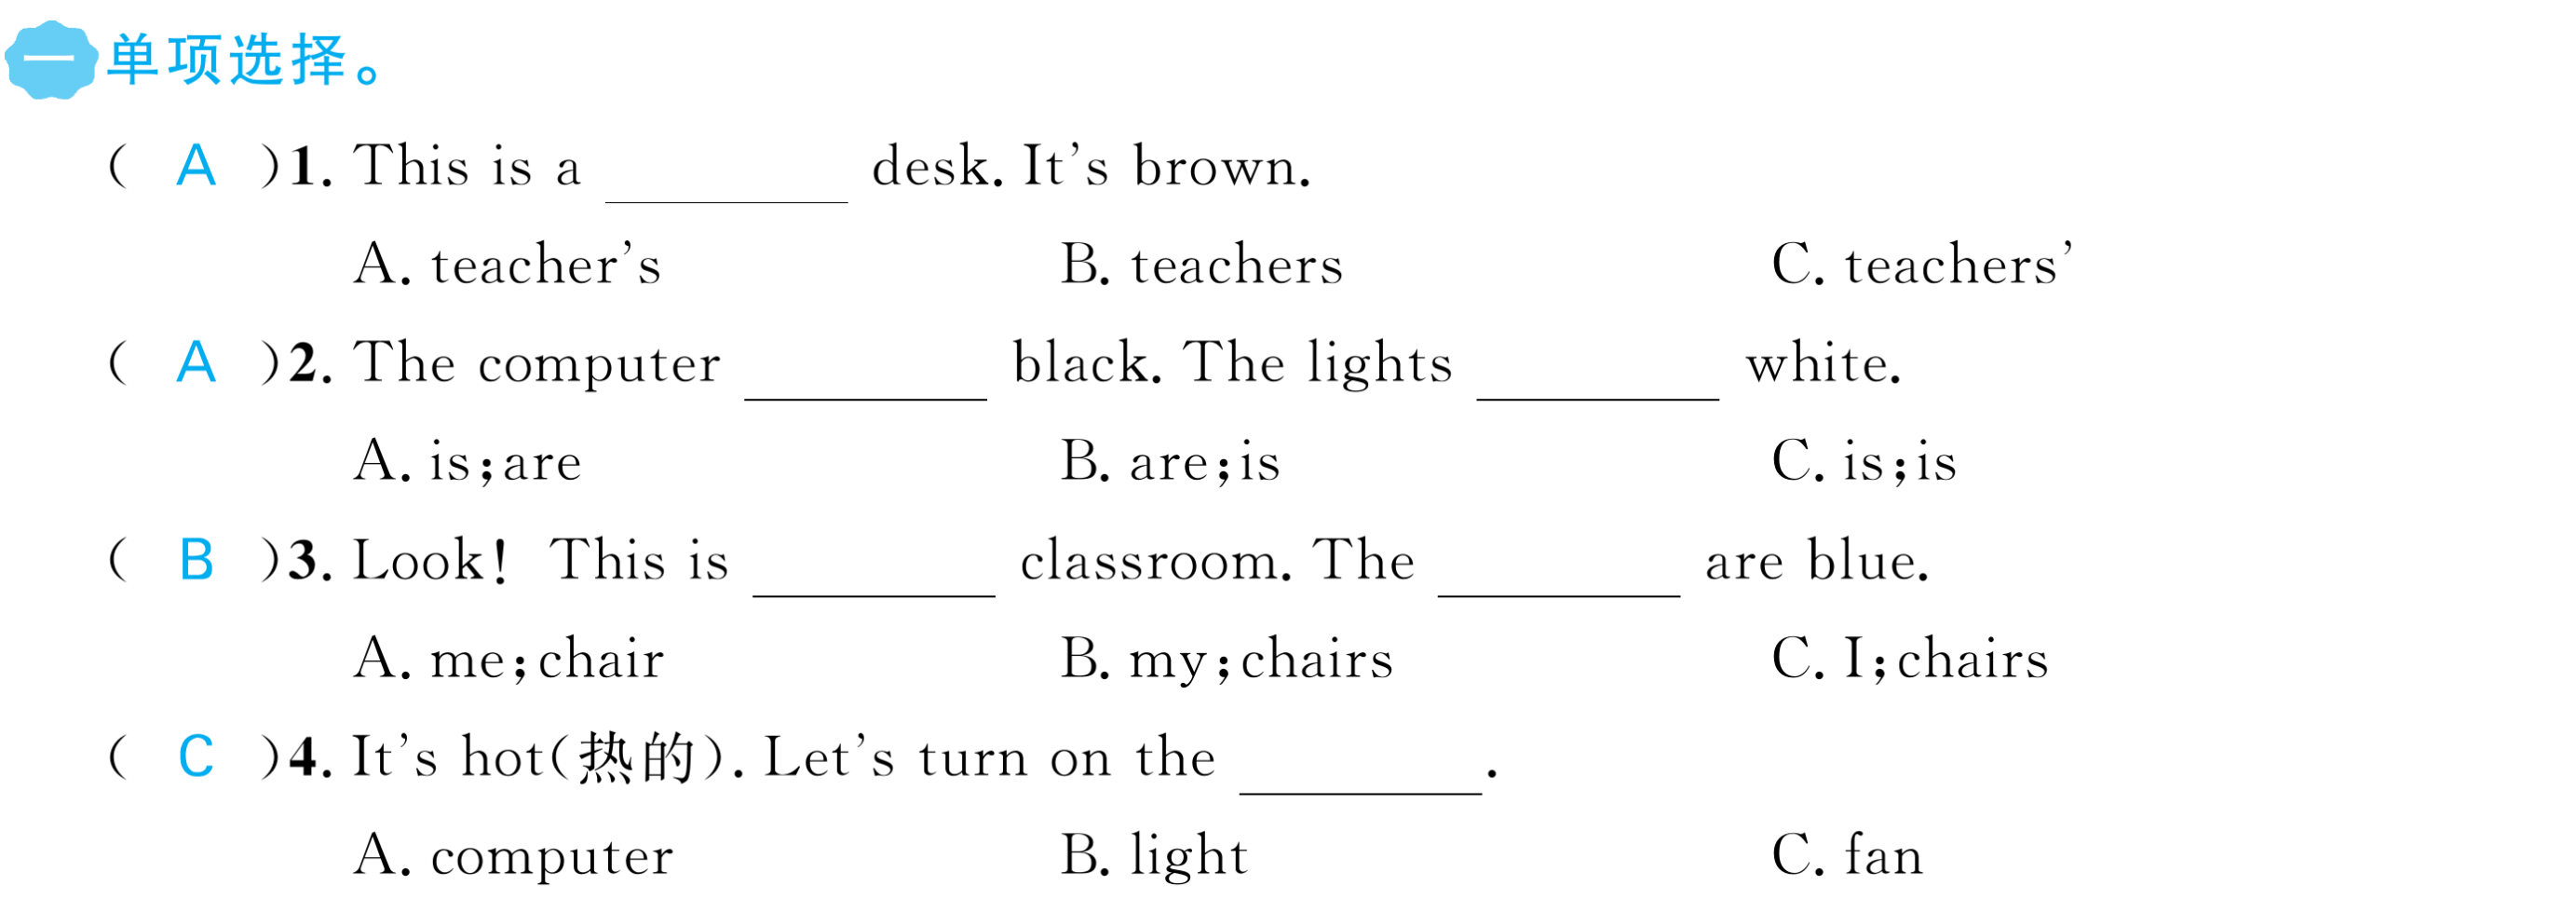 一 单项选择。
( A )1. This is a ________ desk. It’s brown.
A. teacher’s B. teachers C. teachers’
( A )2. The computer ________ black. The lights ________ white.
A. is;are B. are;is C. is;is
( B )3. Look! This is ________ classroom. The ________ are blue.
A. me;chair B. my;chairs C. I;chairs
( C )4. It’s hot(热的). Let’s turn on the ________.
A. computer B. light C. fan